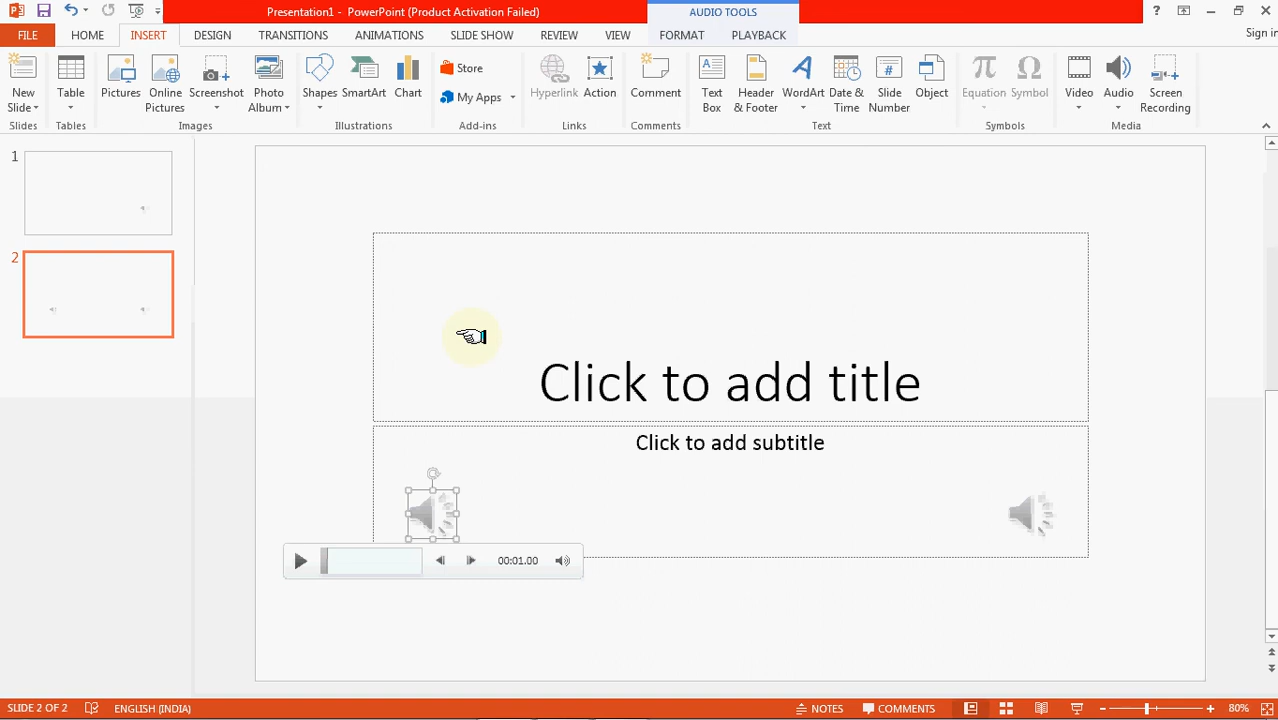 Presentation1 - PowerPoint (Product Activation Failed)
AUDIO TOOLS
?
FILE
HOME
INSERT
DESIGN
TRANSITIONS
ANIMATIONS
SLIDE SHOW
REVIEW
VIEW
FORMAT
PLAYBACK
Sign in
New Slide
Table
Pictures
Online Pictures
Screenshot
Photo Album
Shapes
SmartArt
Chart
Store
My Apps
Hyperlink
Action
Comment
Text Box
Header & Footer
WordArt
Date & Time
Slide Number
Object
Equation
Symbol
Video
Audio
Screen Recording
Slides
Tables
Images
Illustrations
Add-ins
Links
Comments
Text
Symbols
Media
1
2
Click to add title
Click to add subtitle
00:01.00
SLIDE 2 OF 2
ENGLISH (INDIA)
NOTES
COMMENTS
80%